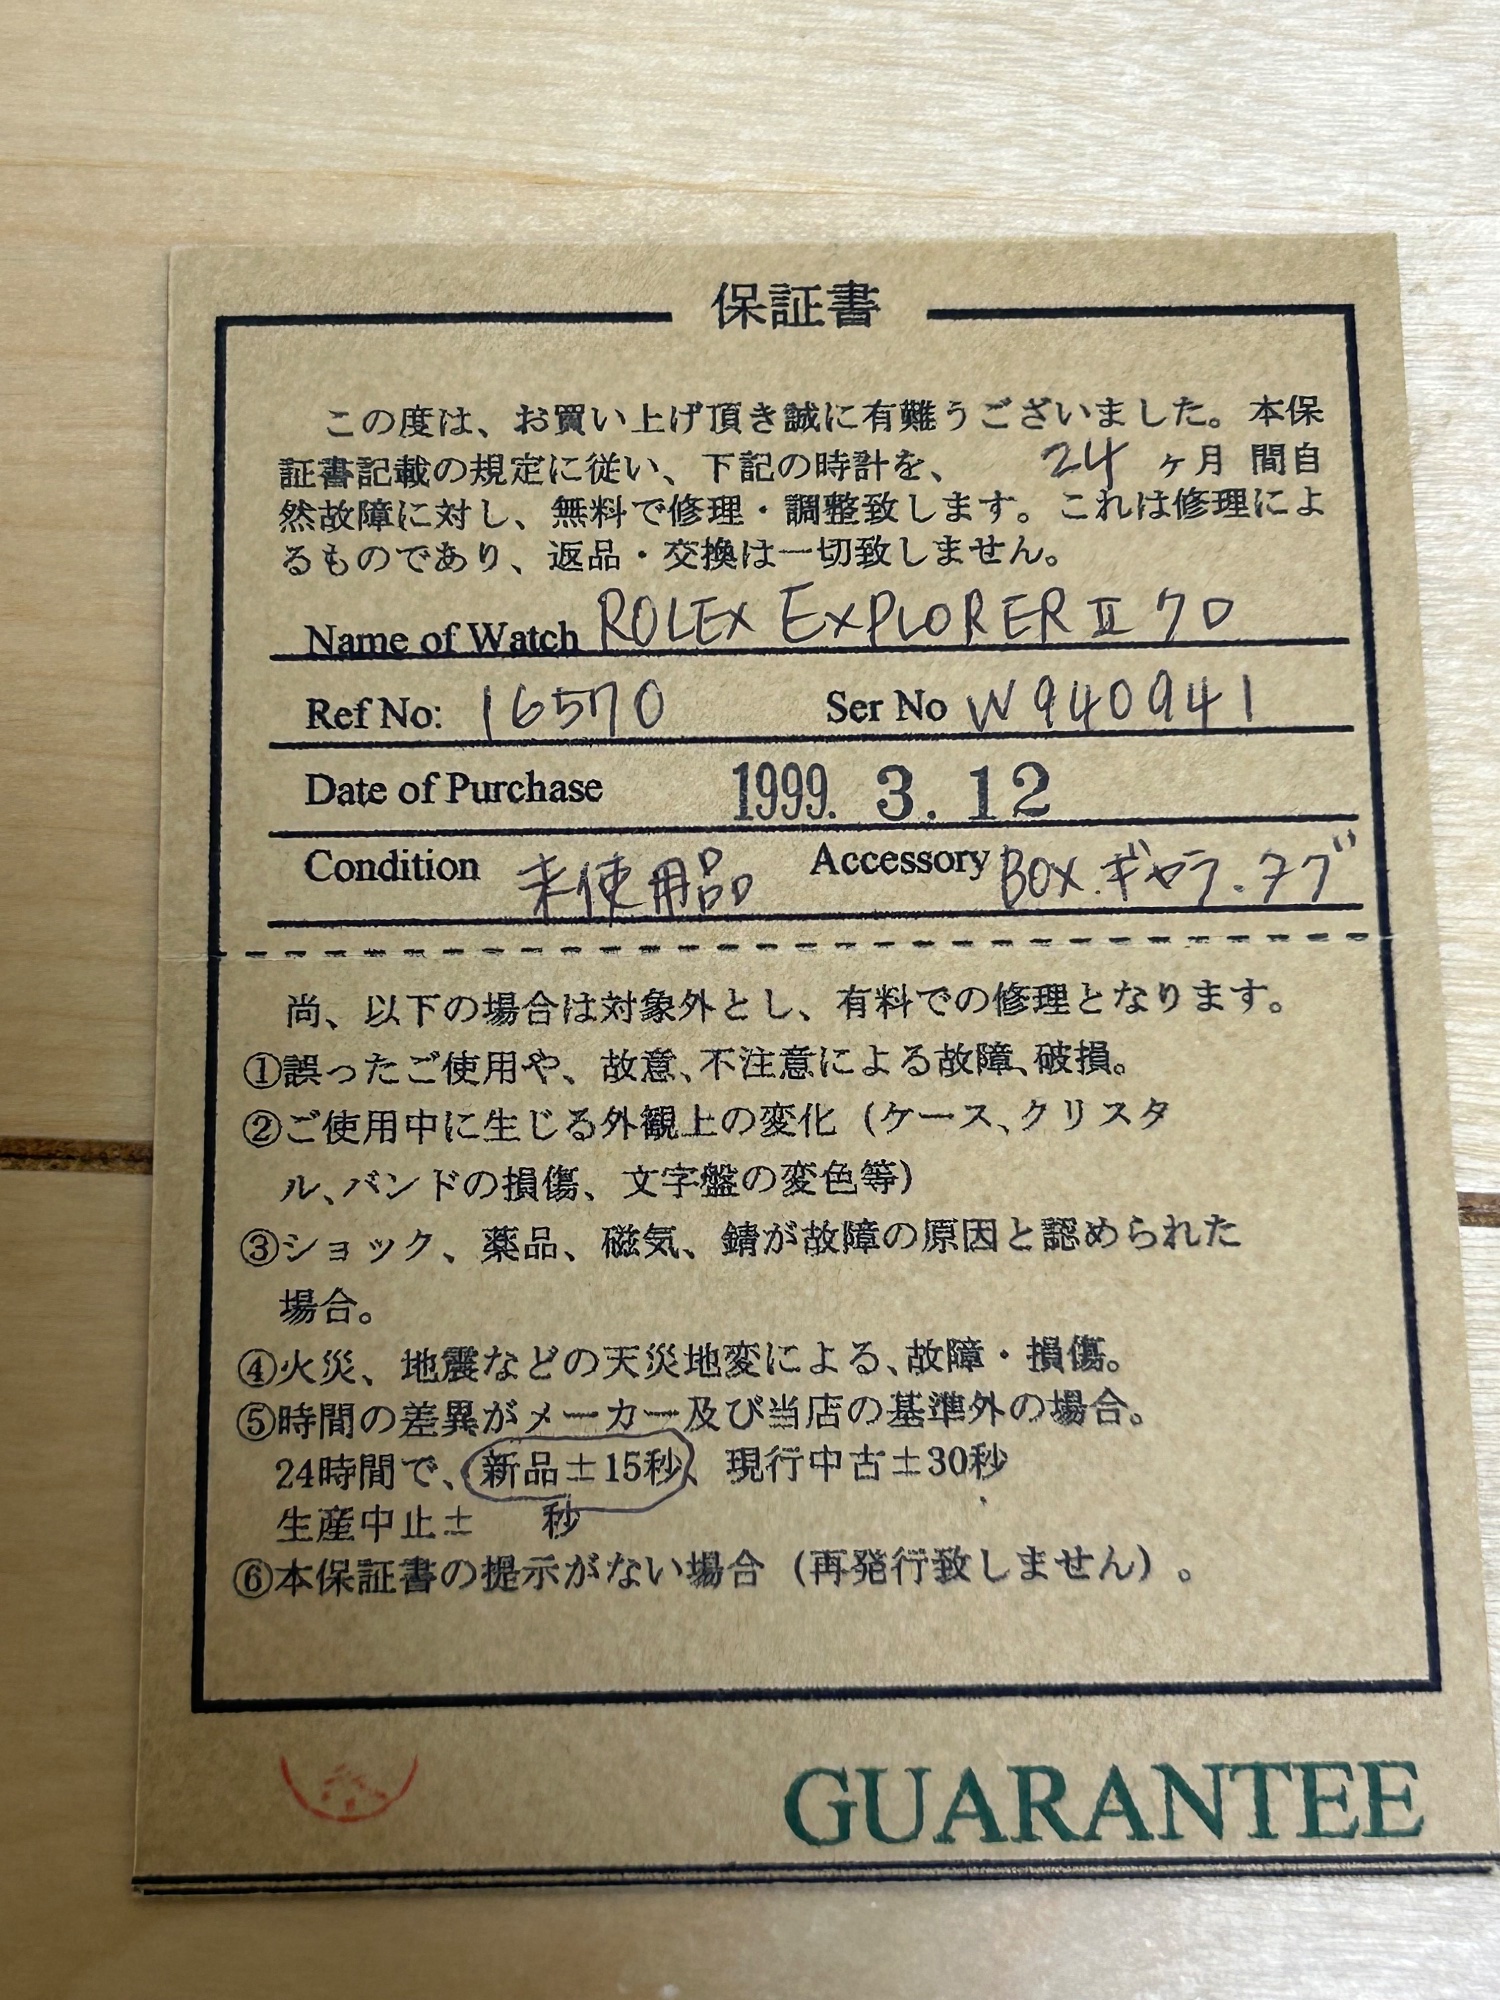 保証書
この度は、お買い上げ頂き誠に有難うございました。本保
証書記載の規定に従い、下記の時計を、 24 ヶ月 間自
然故障に対し、無料で修理・調整致します。これは修理によ
るものであり、返品・交換は一切致しません。
Name of Watch ROLEX EXPLORER II クロ
Ref No: 16570 Ser No W940941
Date of Purchase 1999. 3. 12
Condition 未使用品 Accessory BOX.ギャラ.タグ
尚、以下の場合は対象外とし、有料での修理となります。
①誤ったご使用や、故意、不注意による故障、破損。
②ご使用中に生じる外観上の変化（ケース、クリスタ
ル、バンドの損傷、文字盤の変色等）
③ショック、薬品、磁気、錆が故障の原因と認められた
場合。
④火災、地震などの天災地変による、故障・損傷。
⑤時間の差異がメーカー及び当店の基準外の場合。
24時間で、新品±15秒、現行中古±30秒
生産中止± 秒
⑥本保証書の提示がない場合（再発行致しません）。
GUARANTEE